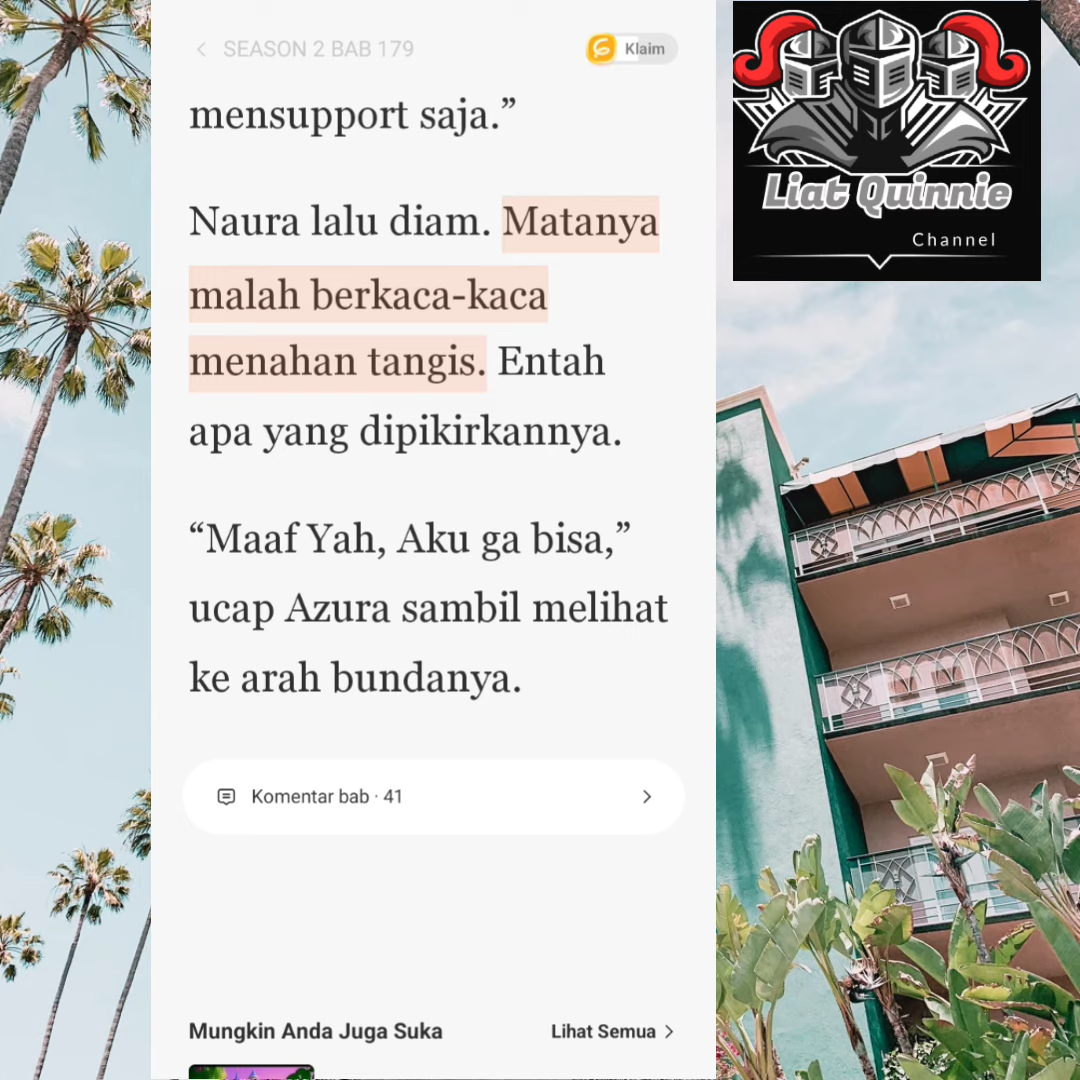 SEASON 2 BAB 179
Klaim
mensupport saja.”
Naura lalu diam. Matanya
malah berkaca-kaca
menahan tangis. Entah
apa yang dipikirkannya.
“Maaf Yah, Aku ga bisa,”
ucap Azura sambil melihat
ke arah bundanya.
Komentar bab · 41
Mungkin Anda Juga Suka
Lihat Semua
Liat Quinnie
Channel